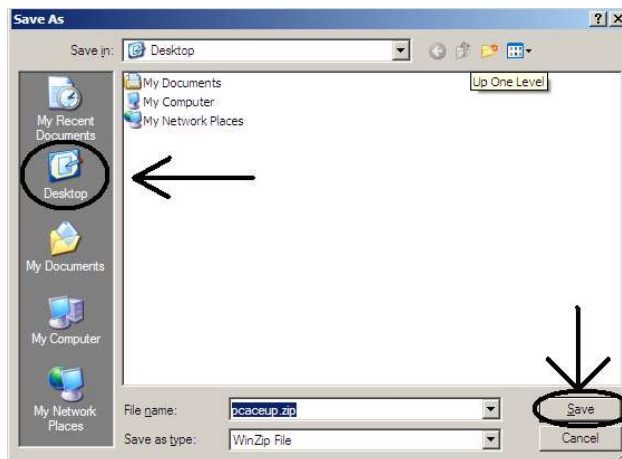 Save As
Save in:
Desktop
Up One Level
My Recent
Documents
Desktop
My Documents
My Computer
My Network
Places
My Documents
My Computer
My Network Places
File name:
pcaceup.zip
Save
Save as type:
WinZip File
Cancel